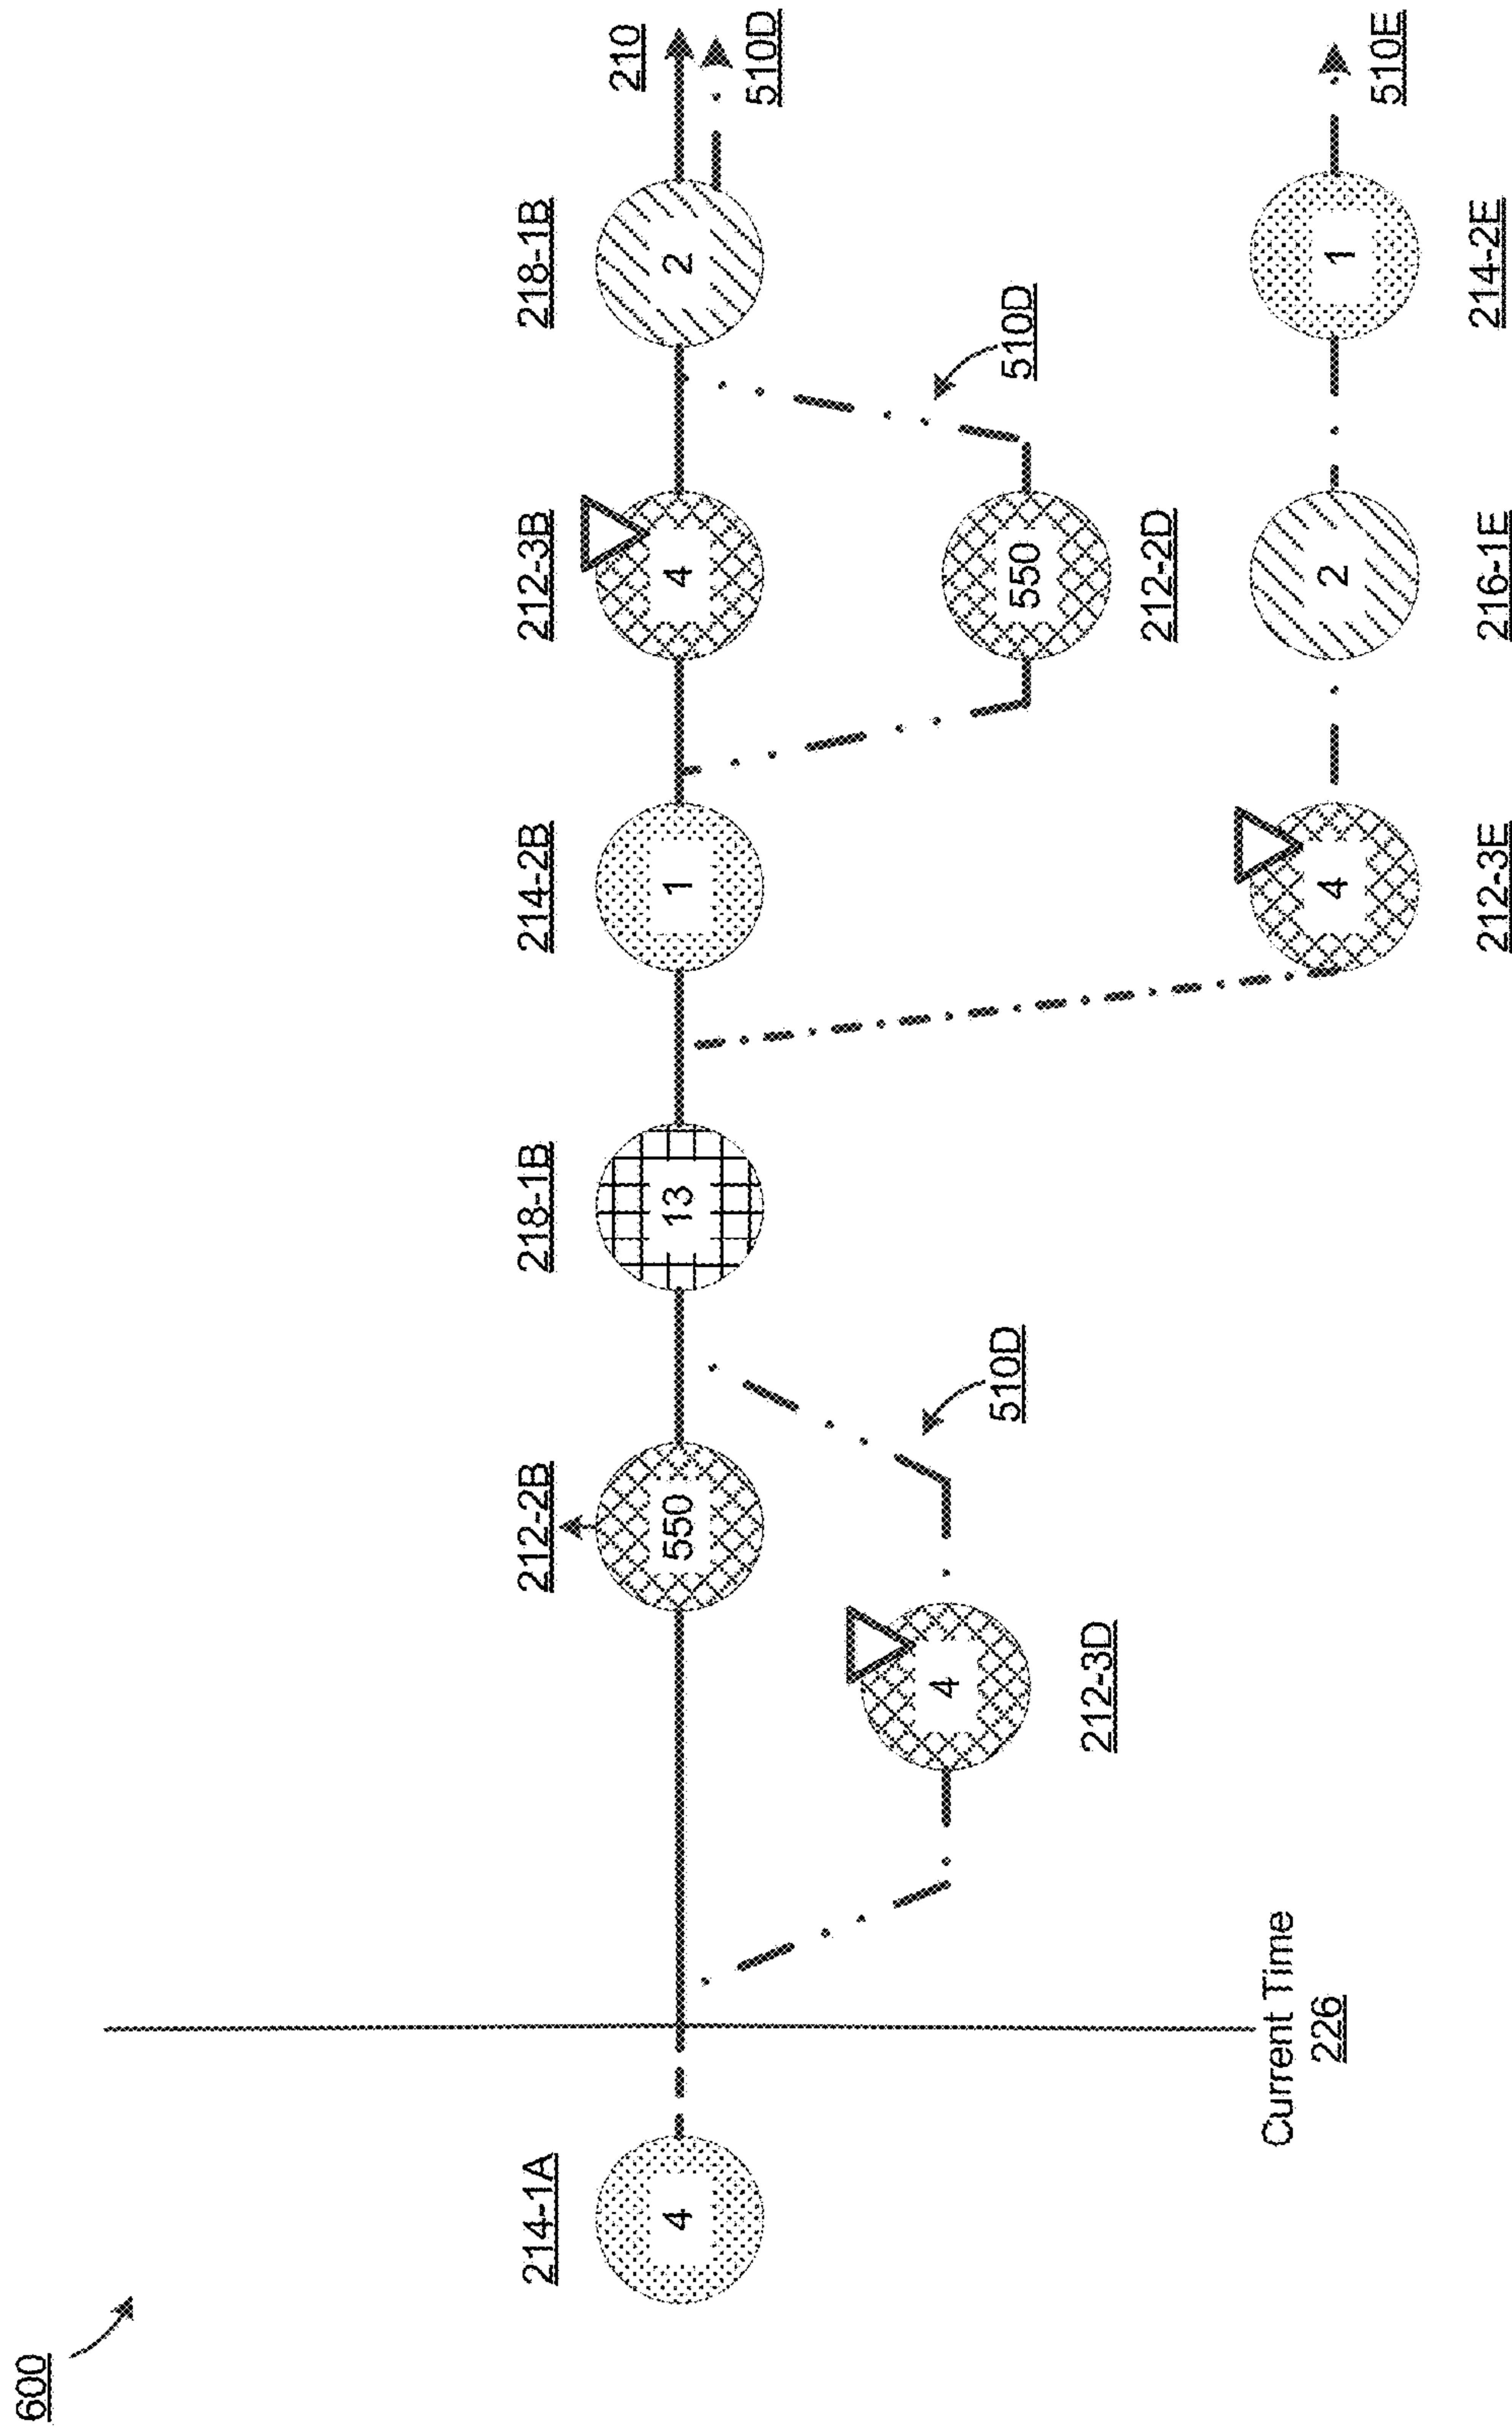 600
214-1A
4
Current Time
226
212-2B
550
218-1B
13
214-2B
1
212-3B
4
218-1B
2
210
510D
4
212-3D
510D
550
212-2D
510D
4
212-3E
2
216-1E
1
214-2E
510E